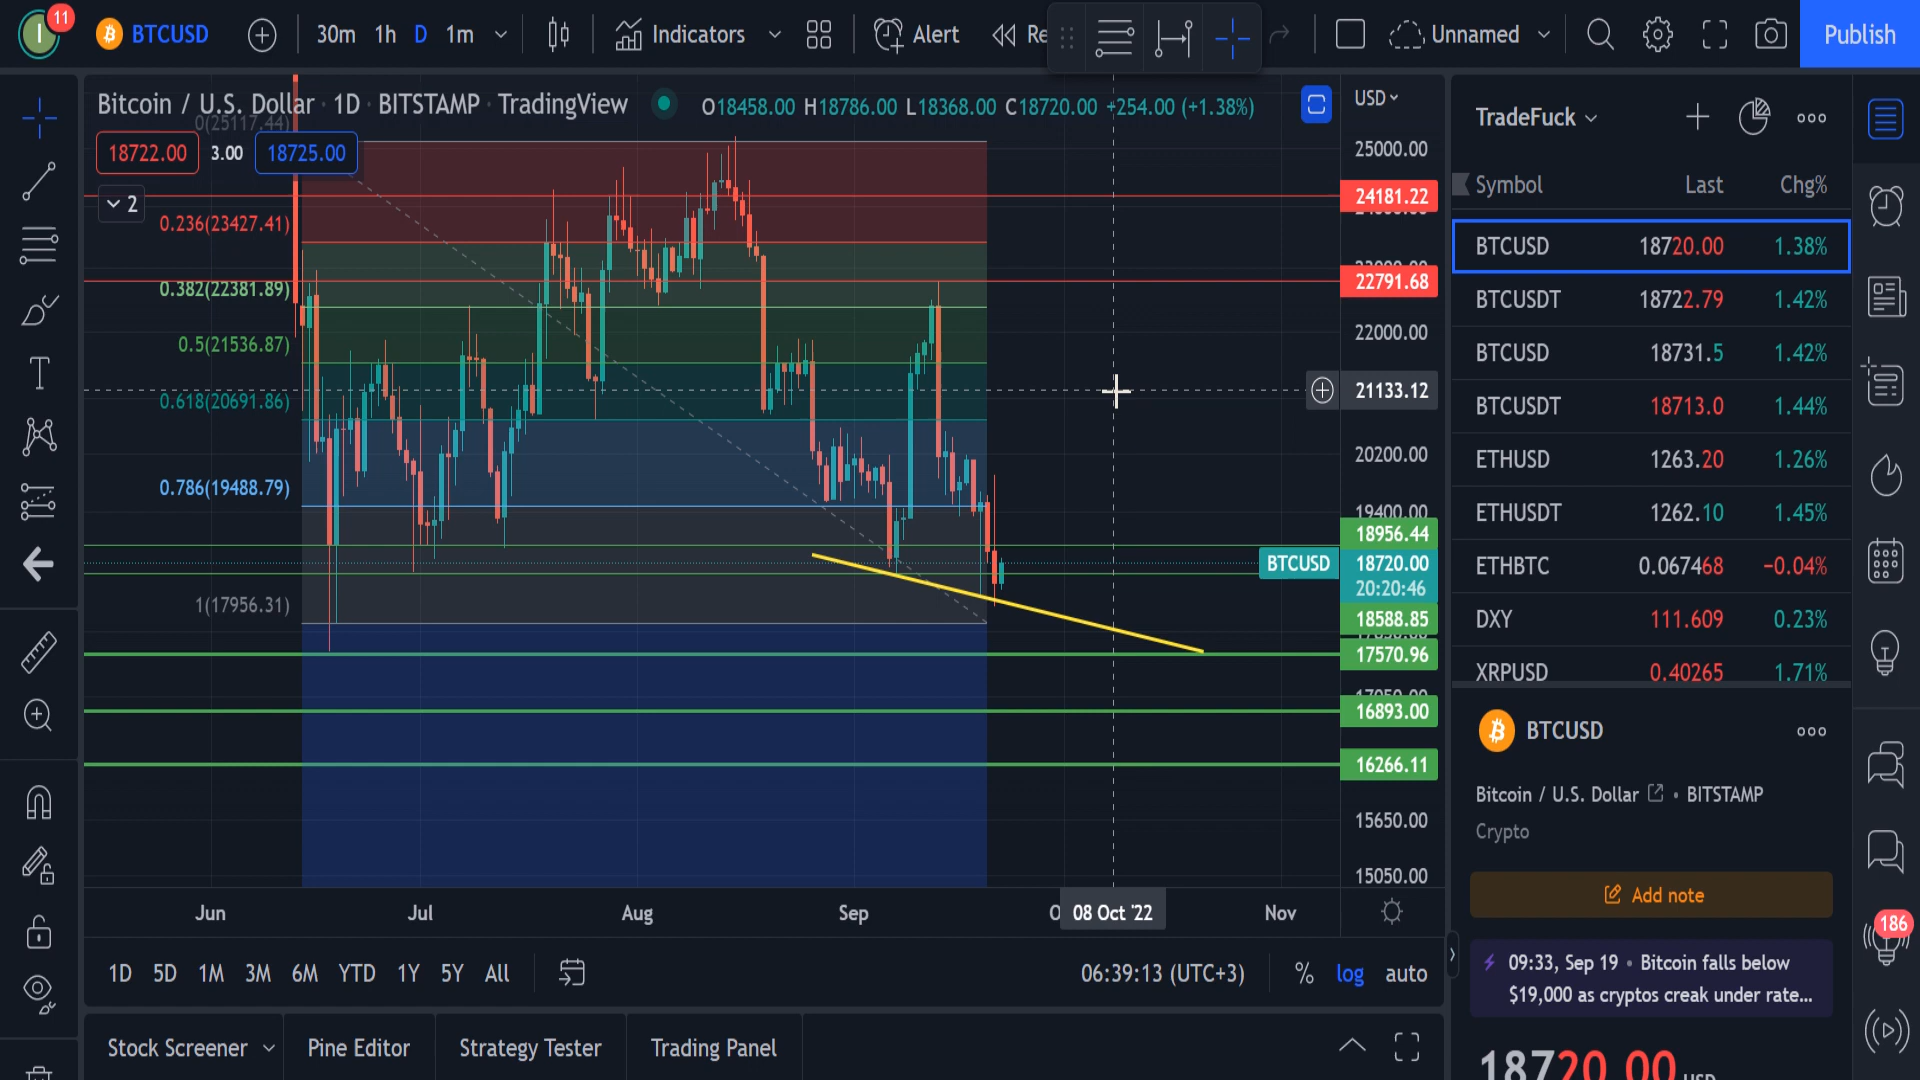 11
BTCUSD
30m 1h D 1m
Indicators
Alert
Re
Unnamed
Publish
Bitcoin / U.S. Dollar · 1D · BITSTAMP · TradingView
O18458.00 H18786.00 L18368.00 C18720.00 +254.00 (+1.38%)
USD
0(25117.44)
18722.00 3.00 18725.00
2
0.236(23427.41)
0.382(22381.89)
0.5(21536.87)
0.618(20691.86)
0.786(19488.79)
1(17956.31)
25000.00
24181.22
22791.68
22000.00
21133.12
20200.00
19400.00
18956.44
BTCUSD 18720.00
20:20:46
18588.85
17570.96
16893.00
16266.11
15650.00
15050.00
Jun Jul Aug Sep 08 Oct '22 Nov
1D 5D 1M 3M 6M YTD 1Y 5Y All
06:39:13 (UTC+3) % log auto
Stock Screener Pine Editor Strategy Tester Trading Panel
TradeFuck
Symbol Last Chg%
BTCUSD 18720.00 1.38%
BTCUSDT 18722.79 1.42%
BTCUSD 18731.5 1.42%
BTCUSDT 18713.0 1.44%
ETHUSD 1263.20 1.26%
ETHUSDT 1262.10 1.45%
ETHBTC 0.067468 −0.04%
DXY 111.609 0.23%
XRPUSD 0.40265 1.71%
BTCUSD
Bitcoin / U.S. Dollar • BITSTAMP
Crypto
Add note
09:33, Sep 19 • Bitcoin falls below
$19,000 as cryptos creak under rate...
18720.00 USD
186